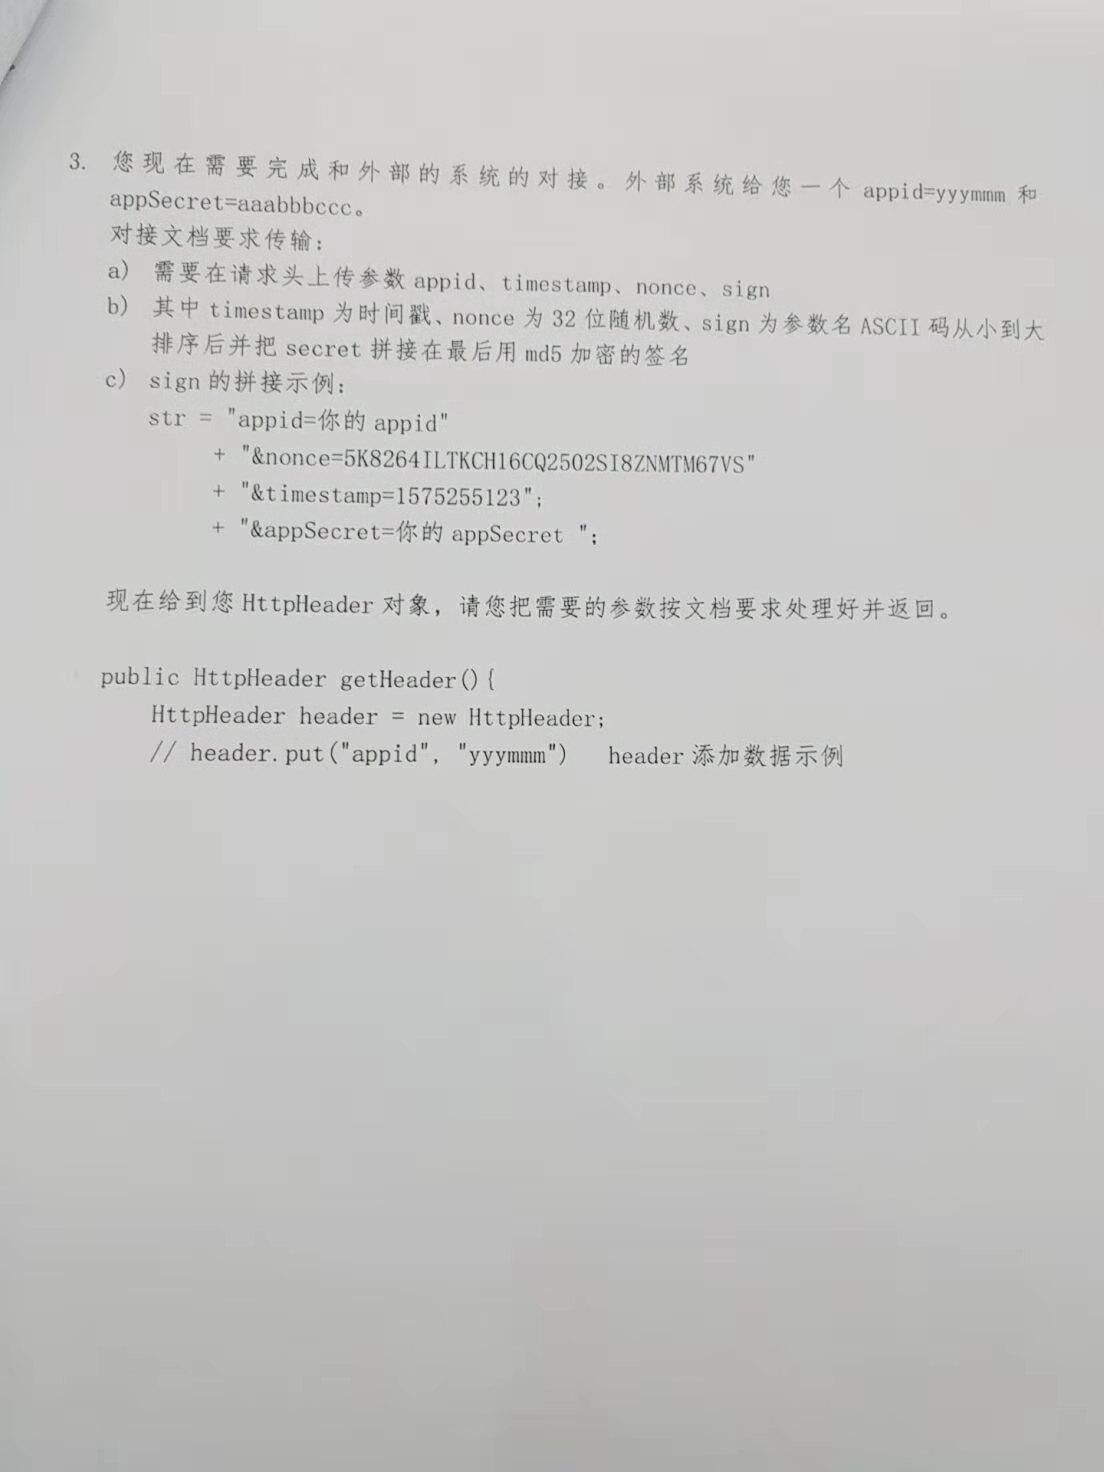 3. 您现在需要完成和外部的系统的对接。外部系统给您一个 appid=yyymmm 和
appSecret=aaabbbccc。
对接文档要求传输：
a) 需要在请求头上传参数 appid、timestamp、nonce、sign
b) 其中 timestamp 为时间戳、nonce 为 32 位随机数、sign 为参数名 ASCII 码从小到大
排序后并把 secret 拼接在最后用 md5 加密的签名
c) sign 的拼接示例：
str = "appid=你的 appid"
+ "&nonce=5K8264ILTKCH16CQ2502SI8ZNMTM67VS"
+ "&timestamp=1575255123";
+ "&appSecret=你的 appSecret ";
现在给到您 HttpHeader 对象，请您把需要的参数按文档要求处理好并返回。
public HttpHeader getHeader(){
HttpHeader header = new HttpHeader;
// header.put("appid", "yyymmm") header 添加数据示例